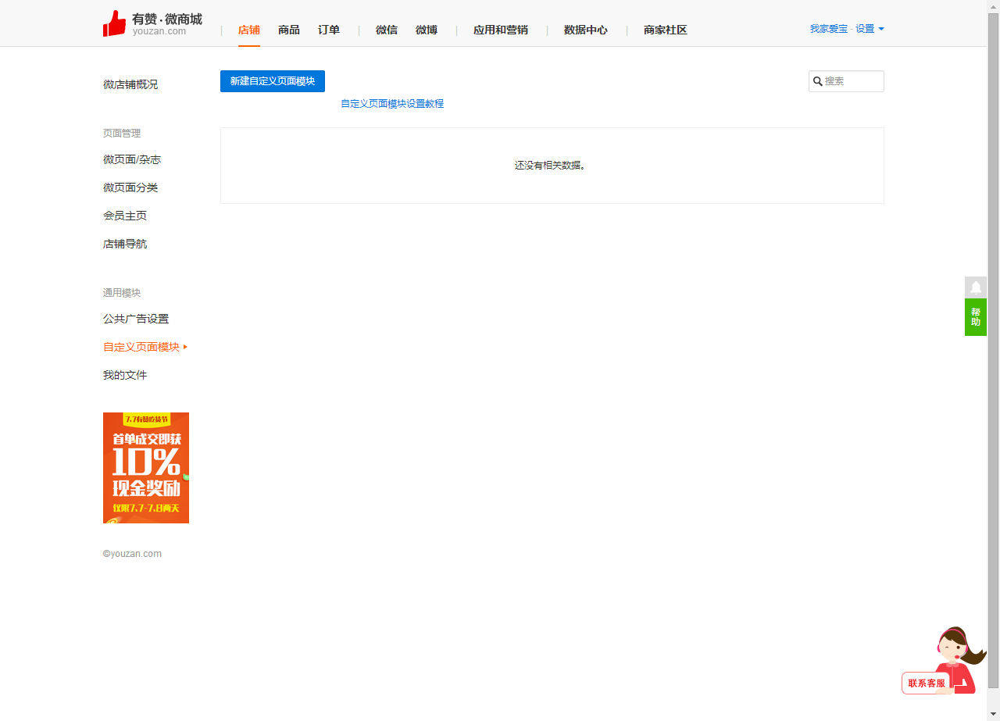 有赞·微商城
youzan.com
店铺 商品 订单 微信 微博 应用和营销 数据中心 商家社区
我家爱宝 - 设置
微店铺概况
新建自定义页面模块
搜索
自定义页面模块设置教程
页面管理
微页面/杂志
微页面分类
会员主页
店铺导航
还没有相关数据。
通用模块
公共广告设置
自定义页面模块
我的文件
帮助
7.7有赞吃货节
首单成交即获
10%
现金奖励
仅限7.7-7.8两天
©youzan.com
联系客服